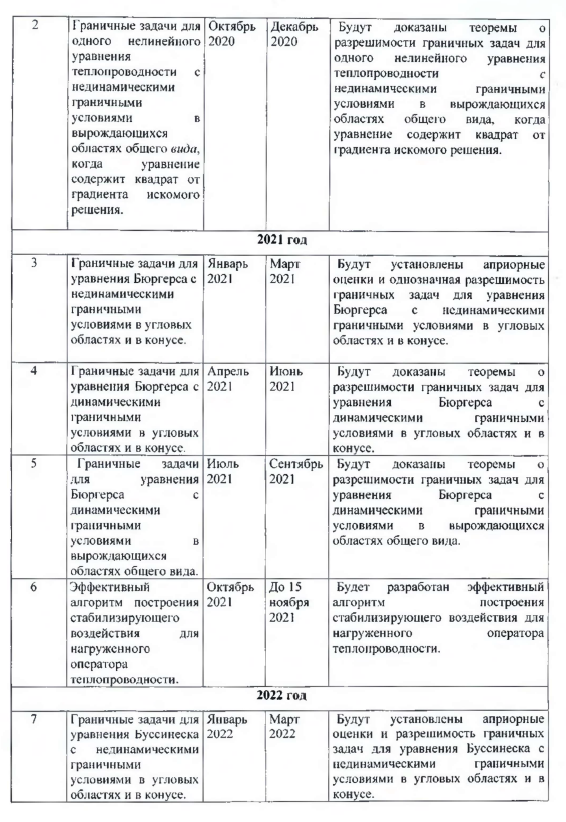 2
Граничные задачи для
одного нелинейного
уравнения
теплопроводности с
нединамическими
граничными
условиями в
вырождающихся
областях общего вида,
когда уравнение
содержит квадрат от
градиента искомого
решения.
Октябрь
2020
Декабрь
2020
Будут доказаны теоремы о
разрешимости граничных задач для
одного нелинейного уравнения
теплопроводности с
нединамическими граничными
условиями в вырождающихся
областях общего вида, когда
уравнение содержит квадрат от
градиента искомого решения.
2021 год
3
Граничные задачи для
уравнения Бюргерса с
нединамическими
граничными
условиями в угловых
областях и в конусе.
Январь
2021
Март
2021
Будут установлены априорные
оценки и однозначная разрешимость
граничных задач для уравнения
Бюргерса с нединамическими
граничными условиями в угловых
областях и в конусе.
4
Граничные задачи для
уравнения Бюргерса с
динамическими
граничными
условиями в угловых
областях и в конусе.
Апрель
2021
Июнь
2021
Будут доказаны теоремы о
разрешимости граничных задач для
уравнения Бюргерса с
динамическими граничными
условиями в угловых областях и в
конусе.
5
Граничные задачи
для уравнения
Бюргерса с
динамическими
граничными
условиями в
вырождающихся
областях общего вида.
Июль
2021
Сентябрь
2021
Будут доказаны теоремы о
разрешимости граничных задач для
уравнения Бюргерса с
динамическими граничными
условиями в вырождающихся
областях общего вида.
6
Эффективный
алгоритм построения
стабилизирующего
воздействия для
нагруженного
оператора
теплопроводности.
Октябрь
2021
До 15
ноября
2021
Будет разработан эффективный
алгоритм построения
стабилизирующего воздействия для
нагруженного оператора
теплопроводности.
2022 год
7
Граничные задачи для
уравнения Буссинеска
с нединамическими
граничными
условиями в угловых
областях и в конусе.
Январь
2022
Март
2022
Будут установлены априорные
оценки и разрешимость граничных
задач для уравнения Буссинеска с
нединамическими граничными
условиями в угловых областях и в
конусе.